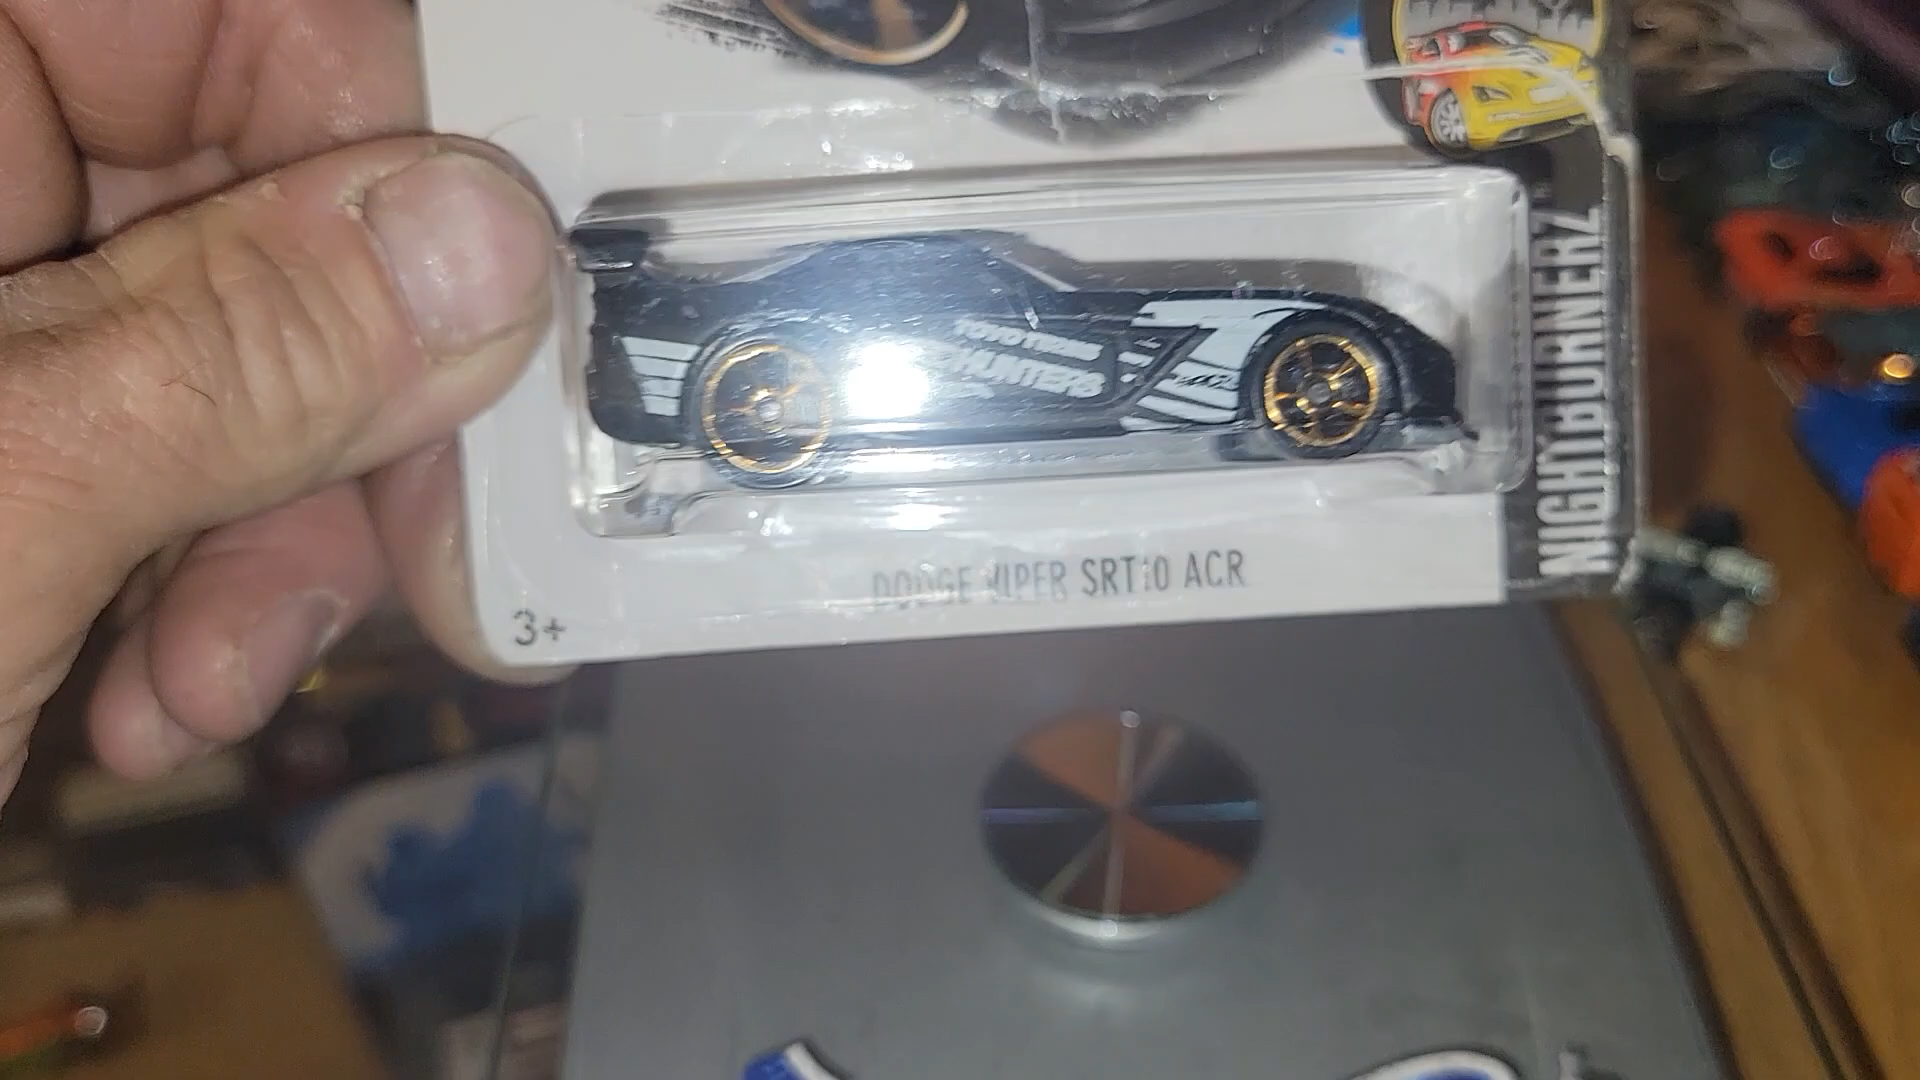 TOYO TIRES
HUNTERS
NIGHTBURNERZ
DODGE VIPER SRT10 ACR
3+